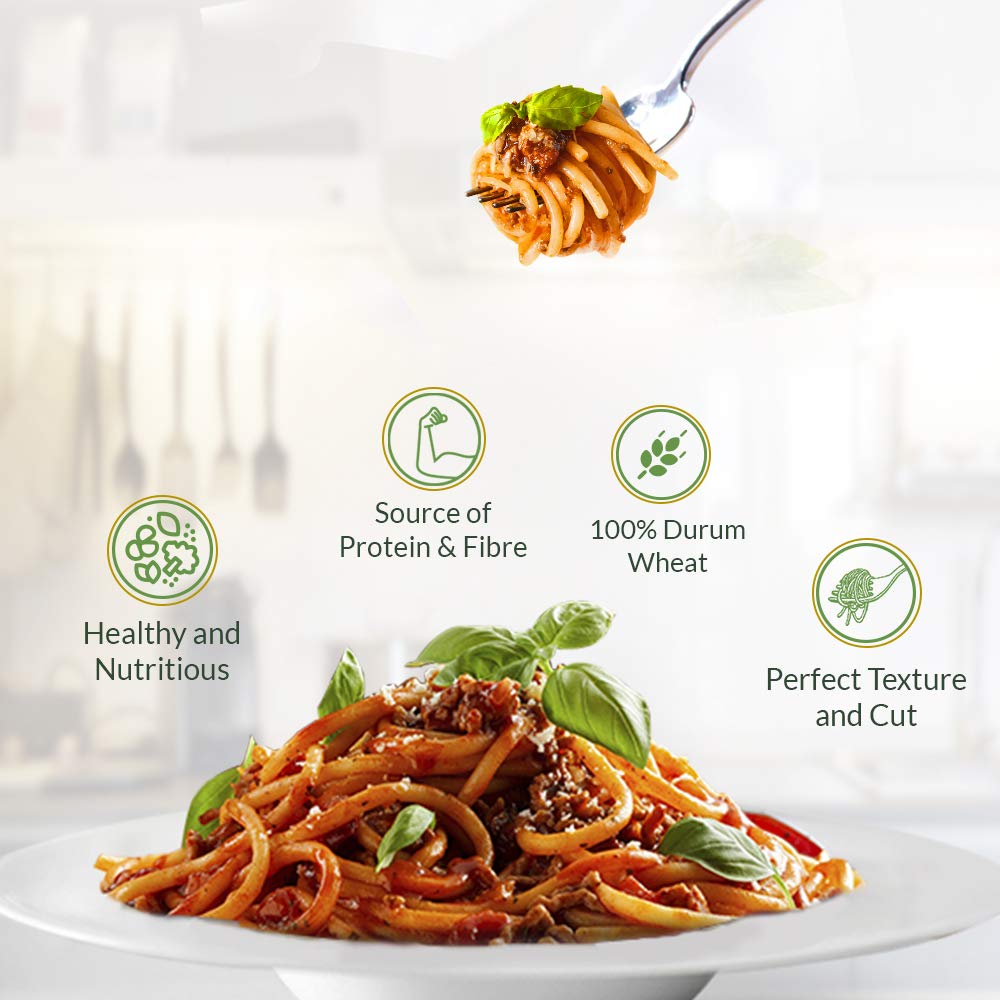 Healthy and
Nutritious
Source of
Protein & Fibre
100% Durum
Wheat
Perfect Texture
and Cut